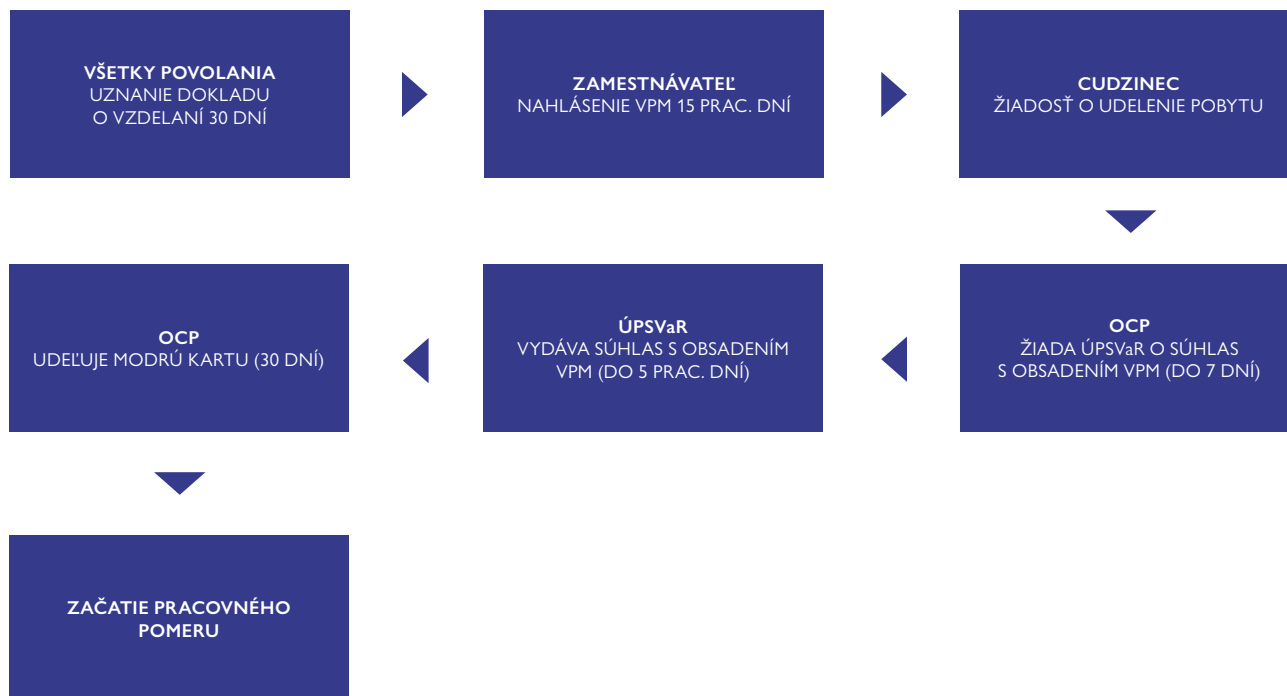 VŠETKY POVOLANIA
UZNANIE DOKLADU
O VZDELANÍ 30 DNÍ
ZAMESTNÁVATEĽ
NAHLÁSENIE VPM 15 PRAC. DNÍ
CUDZINEC
ŽIADOSŤ O UDELENIE POBYTU
OCP
ŽIADA ÚPSVaR O SÚHLAS
S OBSADENÍM VPM (DO 7 DNÍ)
ÚPSVaR
VYDÁVA SÚHLAS S OBSADENÍM
VPM (DO 5 PRAC. DNÍ)
OCP
UDEĽUJE MODRÚ KARTU (30 DNÍ)
ZAČATIE PRACOVNÉHO
POMERU